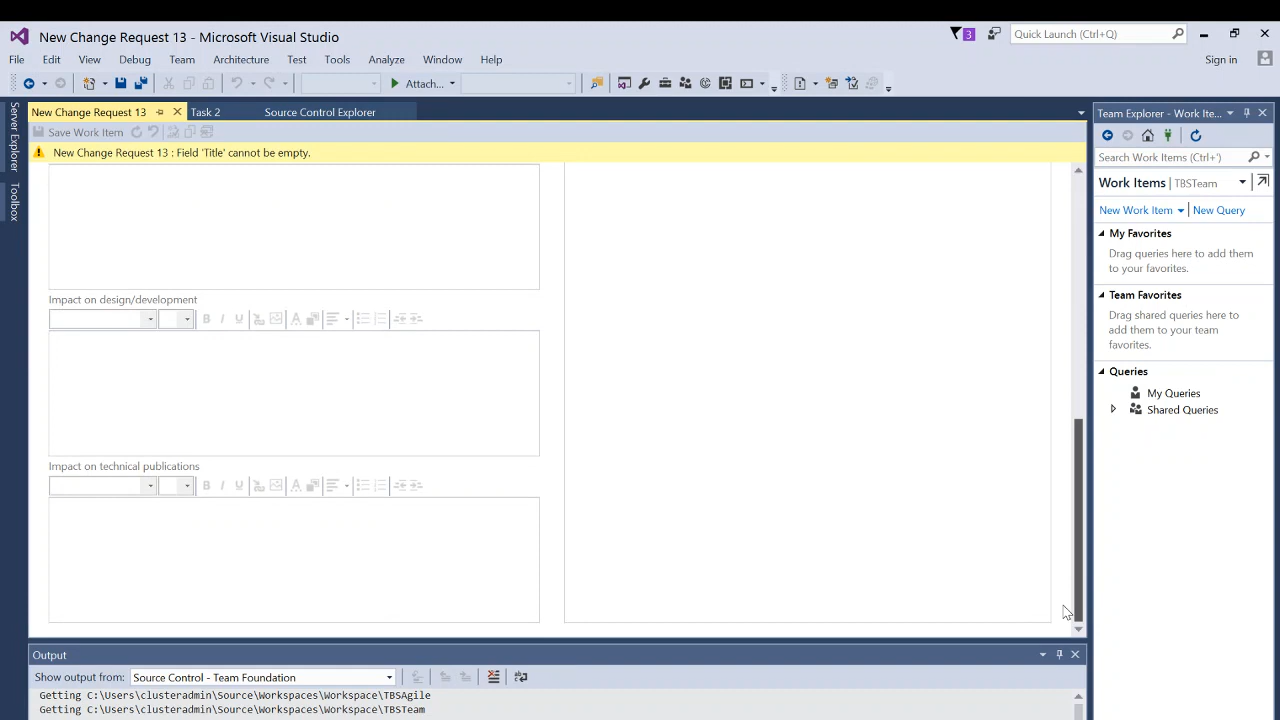 New Change Request 13 - Microsoft Visual Studio
3
Quick Launch (Ctrl+Q)
File Edit View Debug Team Architecture Test Tools Analyze Window Help
Sign in
Attach...
Server Explorer
Toolbox
New Change Request 13
Task 2
Source Control Explorer
Save Work Item
New Change Request 13 : Field 'Title' cannot be empty.
Impact on design/development
B I U
A
Impact on technical publications
B I U
A
Team Explorer - Work Ite...
Search Work Items (Ctrl+')
Work Items | TBSTeam
New Work Item | New Query
My Favorites
Drag queries here to add them
to your favorites.
Team Favorites
Drag shared queries here to
add them to your team
favorites.
Queries
My Queries
Shared Queries
Output
Show output from: Source Control - Team Foundation
Getting C:\Users\clusteradmin\Source\Workspaces\Workspace\TBSAgile
Getting C:\Users\clusteradmin\Source\Workspaces\Workspace\TBSTeam